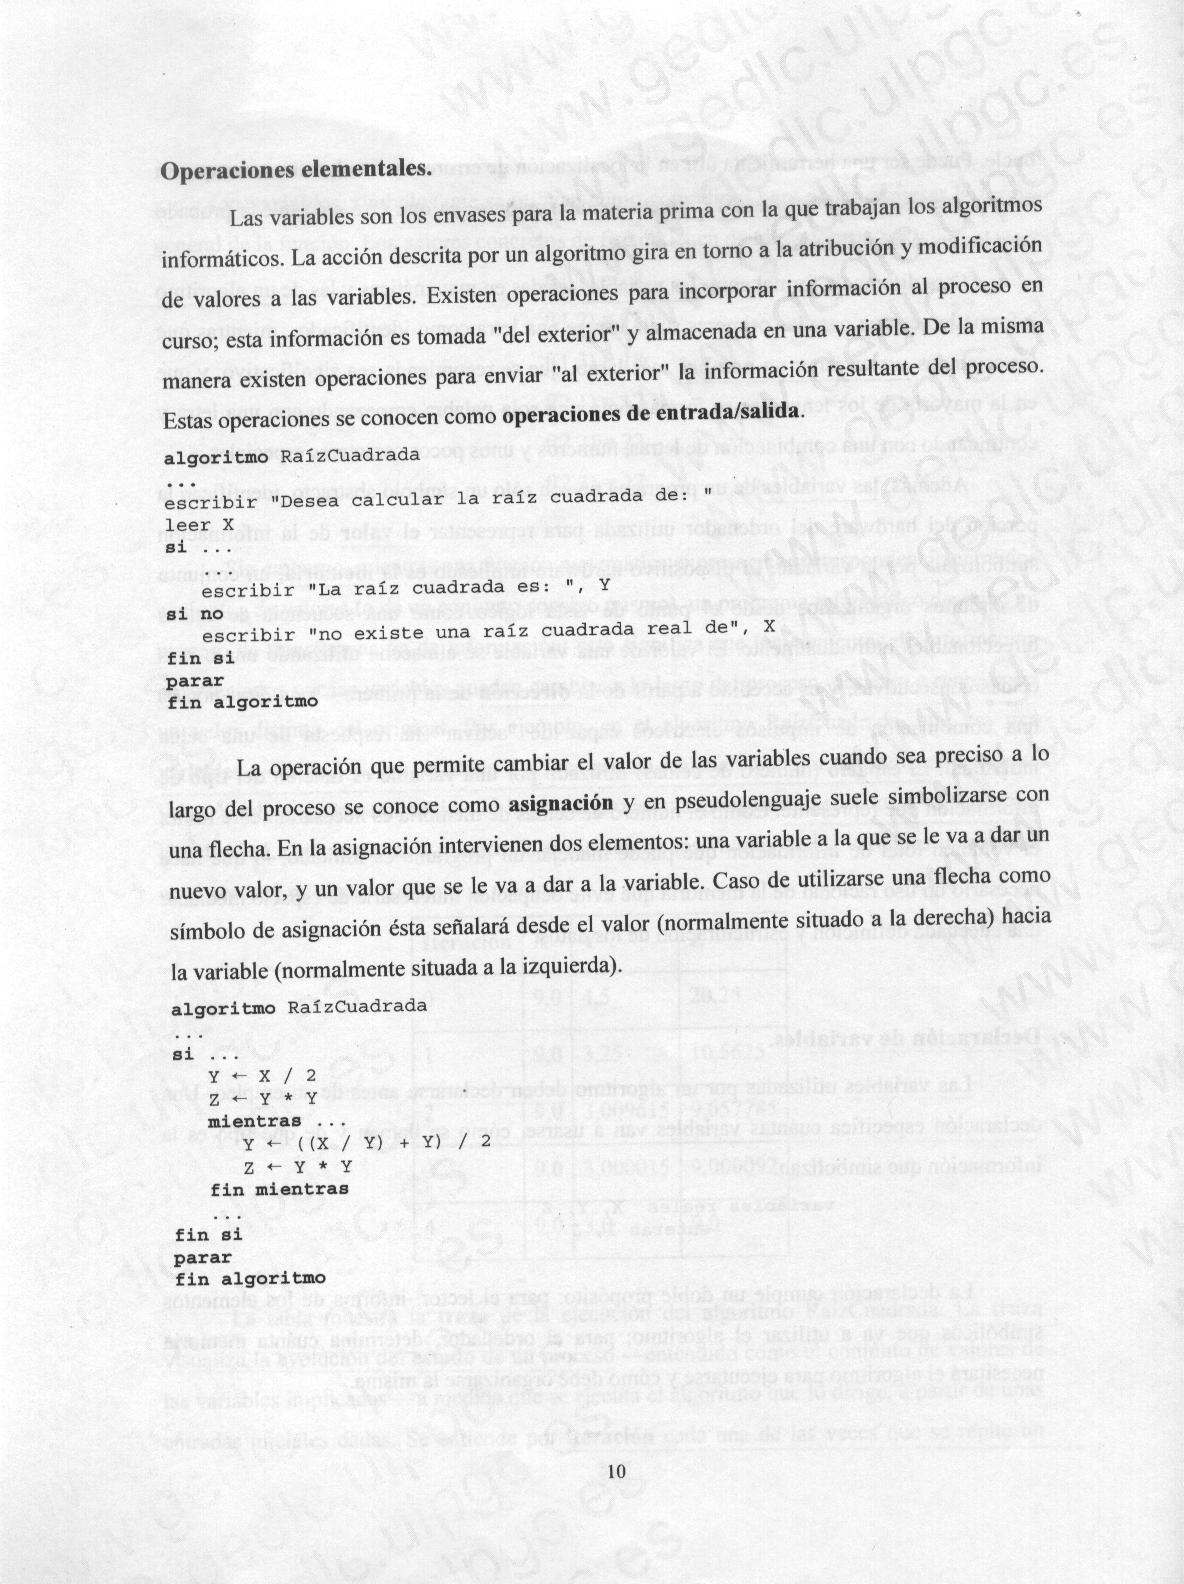 Operaciones elementales.
Las variables son los envases para la materia prima con la que trabajan los algoritmos
informáticos. La acción descrita por un algoritmo gira en torno a la atribución y modificación
de valores a las variables. Existen operaciones para incorporar información al proceso en
curso; esta información es tomada "del exterior" y almacenada en una variable. De la misma
manera existen operaciones para enviar "al exterior" la información resultante del proceso.
Estas operaciones se conocen como operaciones de entrada/salida.
algoritmo RaízCuadrada
...
escribir "Desea calcular la raíz cuadrada de: "
leer X
si ...
...
escribir "La raíz cuadrada es: ", Y
si no
escribir "no existe una raíz cuadrada real de", X
fin si
parar
fin algoritmo
La operación que permite cambiar el valor de las variables cuando sea preciso a lo
largo del proceso se conoce como asignación y en pseudolenguaje suele simbolizarse con
una flecha. En la asignación intervienen dos elementos: una variable a la que se le va a dar un
nuevo valor, y un valor que se le va a dar a la variable. Caso de utilizarse una flecha como
símbolo de asignación ésta señalará desde el valor (normalmente situado a la derecha) hacia
la variable (normalmente situada a la izquierda).
algoritmo RaízCuadrada
...
si ...
Y ← X / 2
Z ← Y * Y
mientras ...
Y ← ((X / Y) + Y) / 2
Z ← Y * Y
fin mientras
...
fin si
parar
fin algoritmo
10